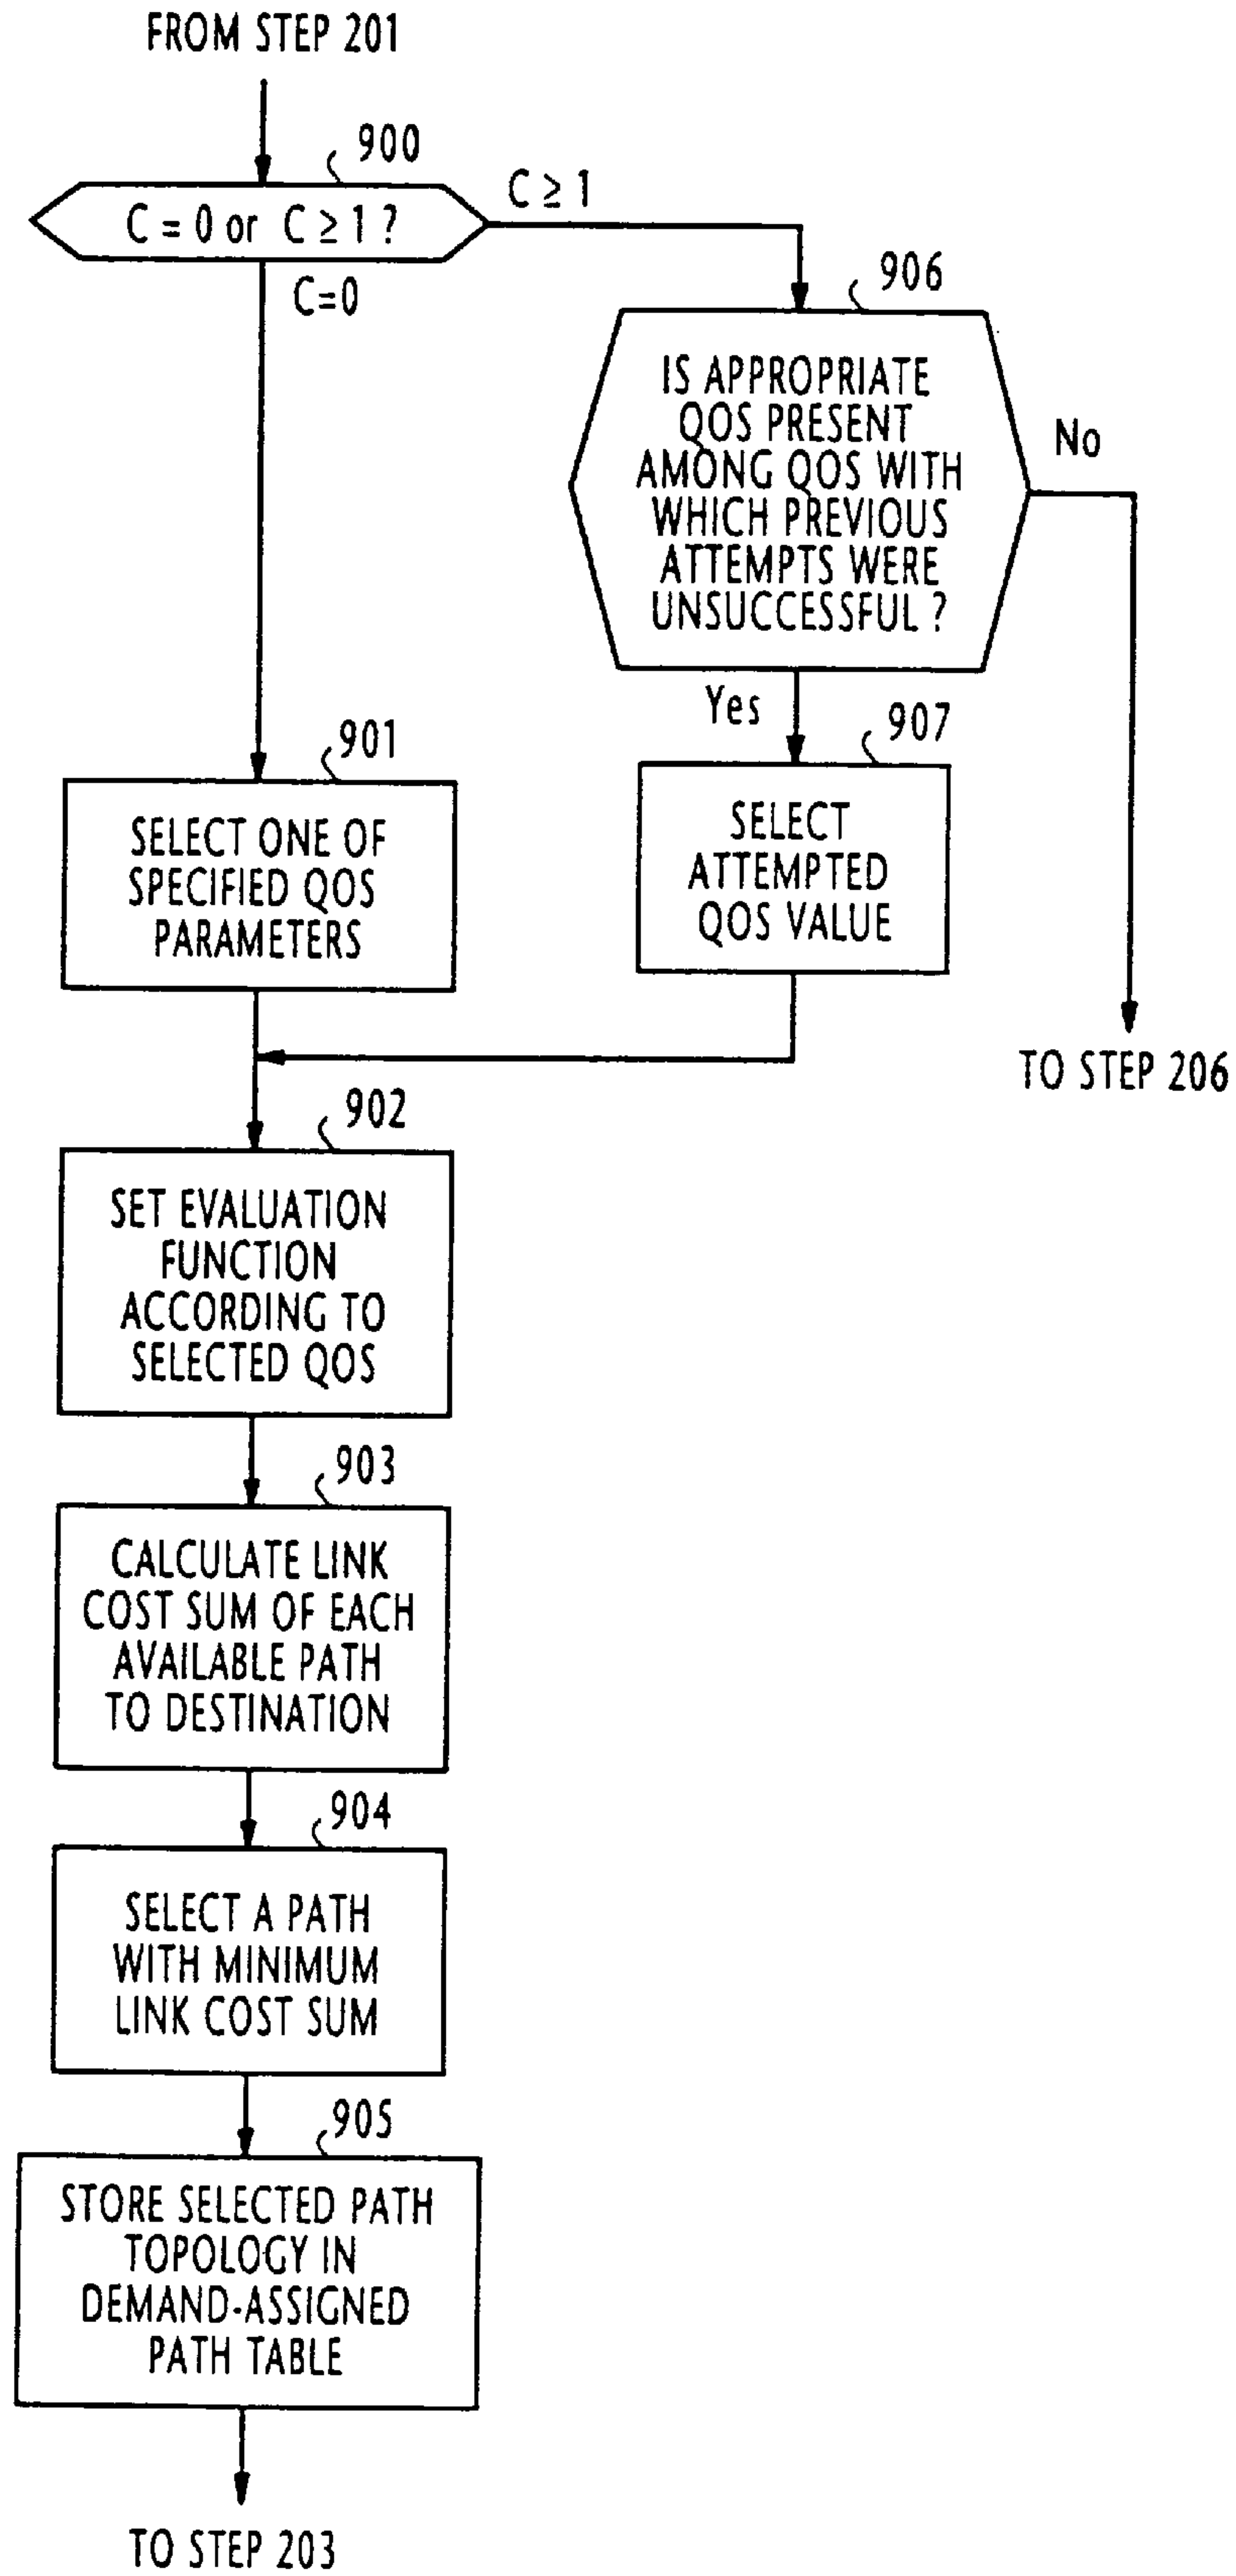 FROM STEP 201
900
C = 0 or C ≥ 1 ?
C ≥ 1
C=0
906
IS APPROPRIATE
QOS PRESENT
AMONG QOS WITH
WHICH PREVIOUS
ATTEMPTS WERE
UNSUCCESSFUL ?
No
Yes
907
SELECT
ATTEMPTED
QOS VALUE
TO STEP 206
901
SELECT ONE OF
SPECIFIED QOS
PARAMETERS
902
SET EVALUATION
FUNCTION
ACCORDING TO
SELECTED QOS
903
CALCULATE LINK
COST SUM OF EACH
AVAILABLE PATH
TO DESTINATION
904
SELECT A PATH
WITH MINIMUM
LINK COST SUM
905
STORE SELECTED PATH
TOPOLOGY IN
DEMAND-ASSIGNED
PATH TABLE
TO STEP 203